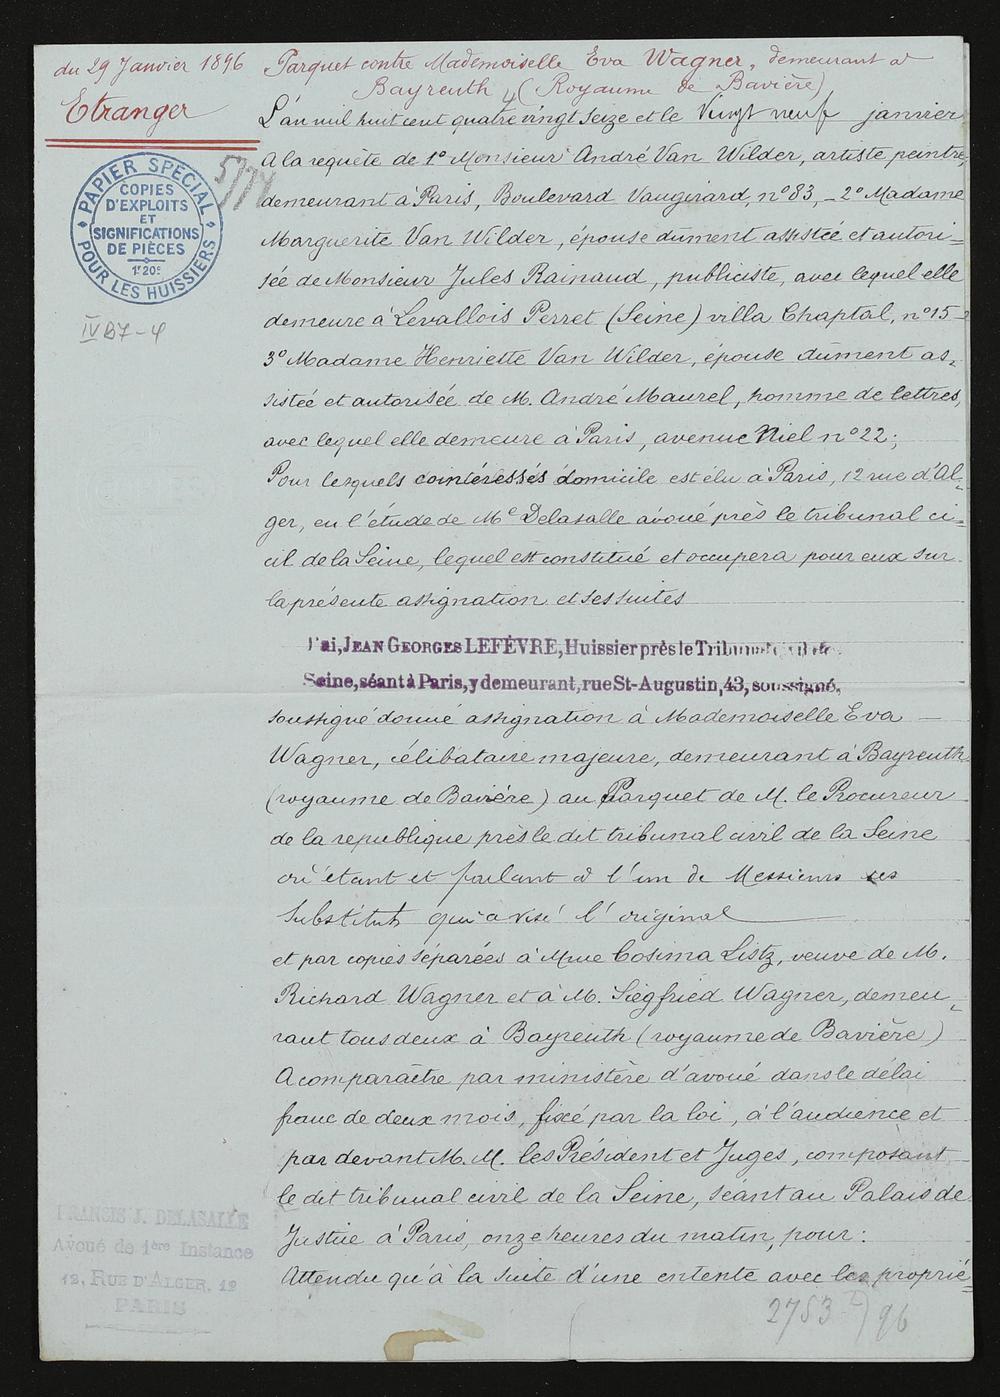 du 29 Janvier 1896
Etranger
Parquet contre Mademoiselle Eva Wagner, demeurant à
Bayreuth (Royaume de Bavière)
PAPIER SPÉCIAL
POUR LES HUISSIERS
COPIES
D'EXPLOITS
ET
SIGNIFICATIONS
DE PIÈCES
1F 20c
IV B7-4
L'an mil huit cent quatre vingt seize et le Vingt neuf janvier
A la requête de 1° Monsieur André Van Wilder, artiste peintre,
demeurant à Paris, Boulevard Vaugirard, n° 83, - 2° Madame
Marguerite Van Wilder, épouse dûment assistée et autori=
sée de Monsieur Jules Rainaud, publiciste, avec lequel elle
demeure à Levallois Perret (Seine) villa Chaptal, n° 15 -
3° Madame Henriette Van Wilder, épouse dûment as=
sistée et autorisée de M. André Maurel, homme de lettres,
avec lequel elle demeure à Paris, avenue Niel n° 22;
Pour lesquels cointéressés domicile est élu à Paris, 12 rue d'Al=
ger, en l'étude de Me Delasalle avoué près le tribunal ci=
vil de la Seine, lequel est constitué et occupera pour eux sur
la présente assignation et ses suites
J'ai, JEAN GEORGES LEFÈVRE, Huissier près le Tribunal civil de
Seine, séant à Paris, y demeurant, rue St-Augustin, 43, soussigné,
soussigné donné assignation à Mademoiselle Eva —
Wagner, célibataire majeure, demeurant à Bayreuth
(royaume de Bavière) au Parquet de M. le Procureur
de la republique près le dit tribunal civil de la Seine
où étant et parlant à l'un de Messieurs ses
Substituts qui a visé l'original
et par copies séparées à Mme Cosima Listz, veuve de M.
Richard Wagner et à M. Siegfried Wagner, demeu=
rant tous deux à Bayreuth (royaume de Bavière)
A comparaître par ministère d'avoué dans le délai
franc de deux mois, fixé par la loi, à l'audience et
par devant M.M. les Président et Juges, composant
le dit tribunal civil de la Seine, séant au Palais de
Justice à Paris, onze heures du matin, pour:
Attendu qu'à la suite d'une entente avec les proprié=
FRANCIS J. DELASALLE
Avoué de 1ère Instance
12, RUE D'ALGER, 12
PARIS
2753 96